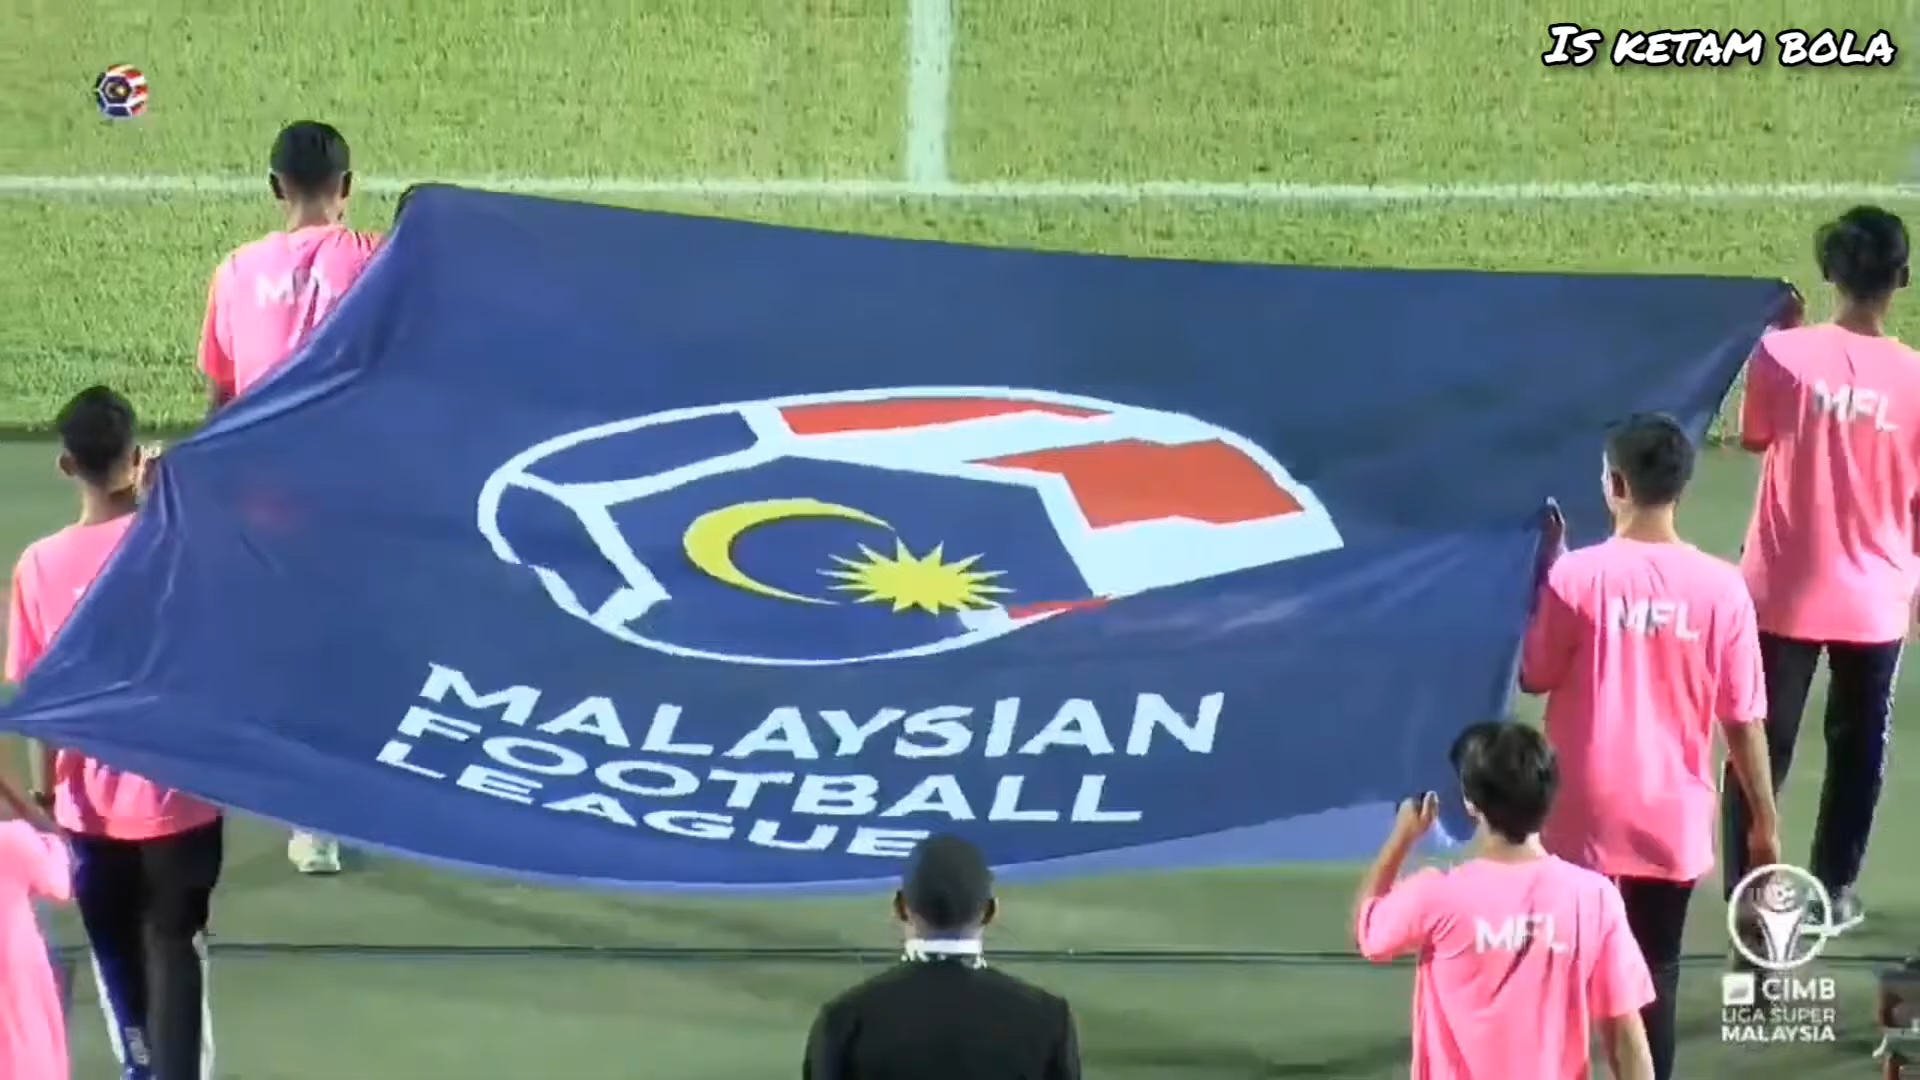 IS KETAM BOLA
MFL
MFL
MFL
MALAYSIAN
FOOTBALL
LEAGUE
MFL
CIMB
LIGA SUPER
MALAYSIA